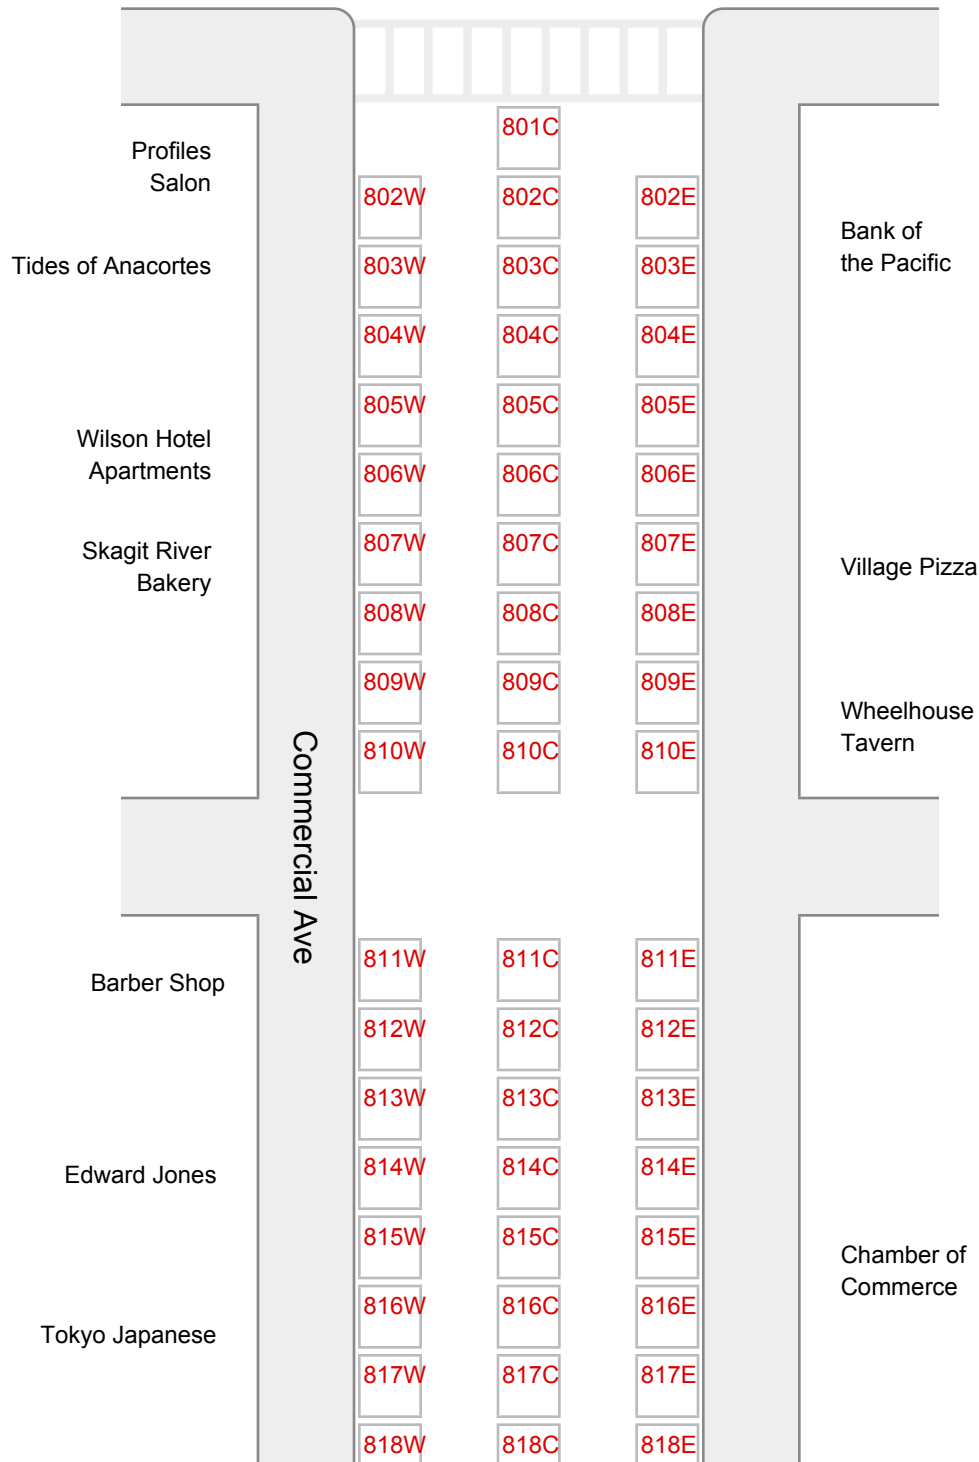 801C
Profiles
Salon
802W 802C 802E
Bank of
the Pacific
Tides of Anacortes
803W 803C 803E
804W 804C 804E
805W 805C 805E
Wilson Hotel
Apartments
806W 806C 806E
Skagit River
Bakery
807W 807C 807E
Village Pizza
808W 808C 808E
809W 809C 809E
Wheelhouse
Tavern
810W 810C 810E
Commercial Ave
811W 811C 811E
Barber Shop
812W 812C 812E
813W 813C 813E
Edward Jones
814W 814C 814E
815W 815C 815E
Chamber of
Commerce
816W 816C 816E
Tokyo Japanese
817W 817C 817E
818W 818C 818E